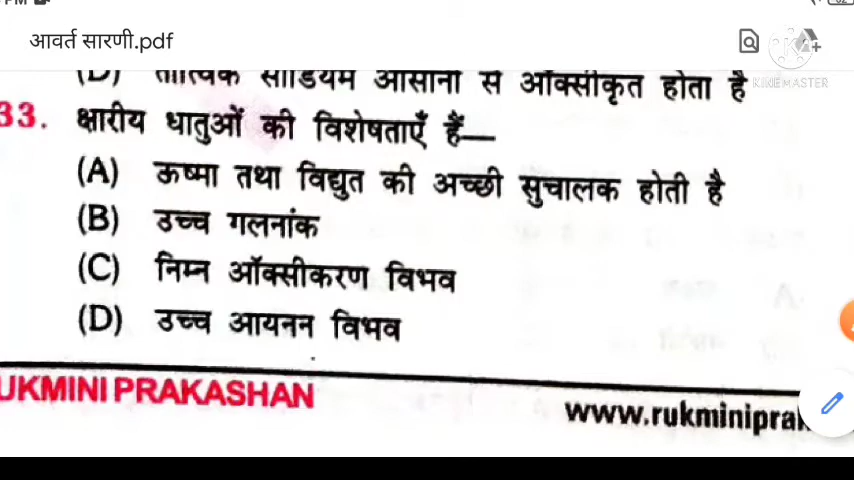 आवर्त सारणी.pdf
KINEMASTER
(D) तात्विक सोडियम आसानी से ऑक्सीकृत होता है
33. क्षारीय धातुओं की विशेषताएँ हैं—
(A) ऊष्मा तथा विद्युत की अच्छी सुचालक होती है
(B) उच्च गलनांक
(C) निम्न ऑक्सीकरण विभव
(D) उच्च आयनन विभव
UKMINI PRAKASHAN
www.rukminipra